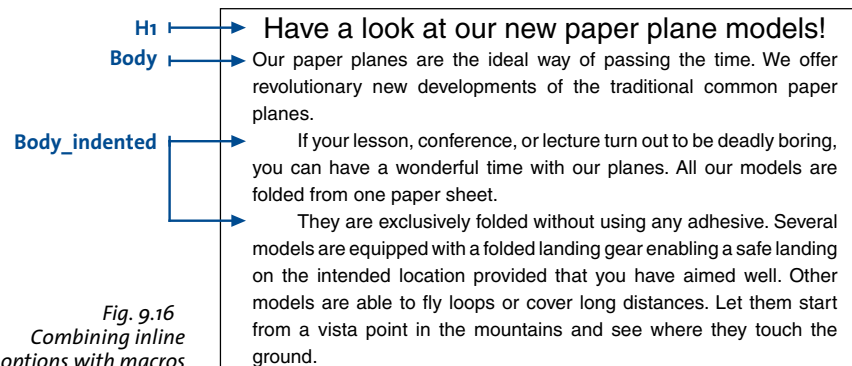 H1
Have a look at our new paper plane models!
Body
Our paper planes are the ideal way of passing the time. We offer
revolutionary new developments of the traditional common paper
planes.
Body_indented
If your lesson, conference, or lecture turn out to be deadly boring,
you can have a wonderful time with our planes. All our models are
folded from one paper sheet.
They are exclusively folded without using any adhesive. Several
models are equipped with a folded landing gear enabling a safe landing
on the intended location provided that you have aimed well. Other
models are able to fly loops or cover long distances. Let them start
from a vista point in the mountains and see where they touch the
ground.
Fig. 9.16
Combining inline
options with macros